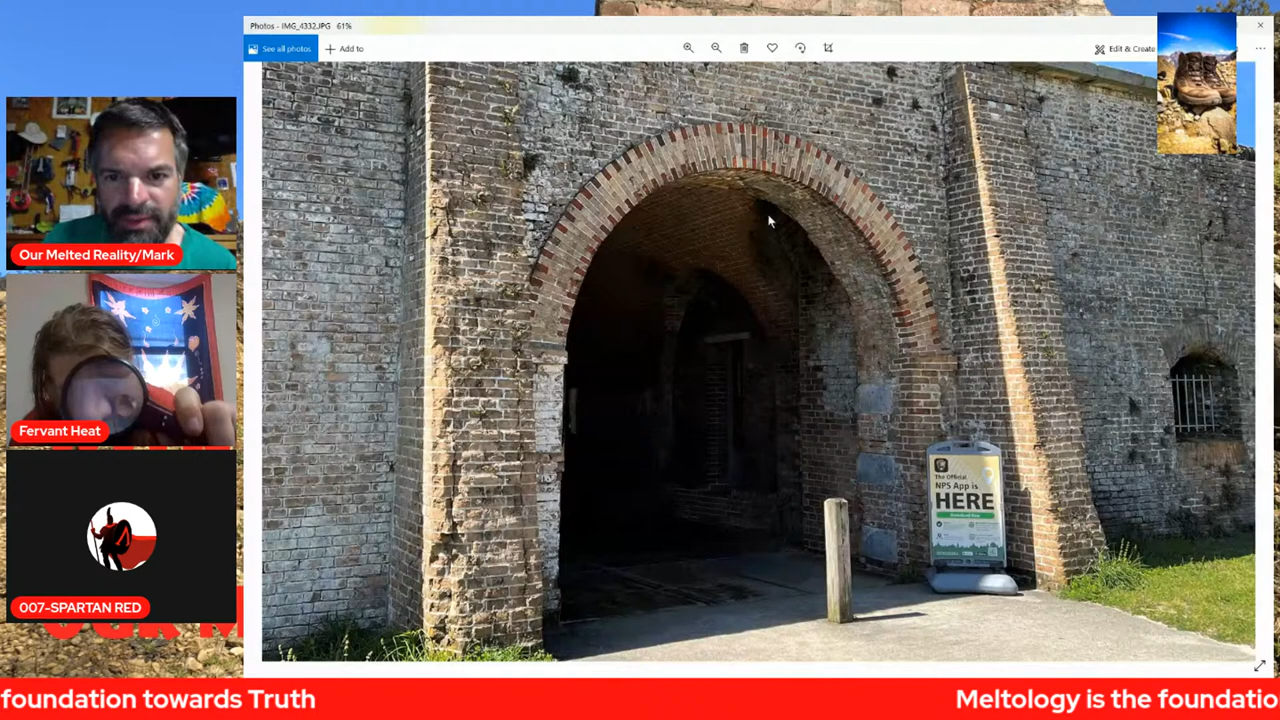 Photos - IMG_4332.JPG 61%
See all photos
Add to
Edit & Create
Our Melted Reality/Mark
Fervant Heat
007-SPARTAN RED
The Official
NPS App is
HERE
foundation towards Truth
Meltology is the foundatio